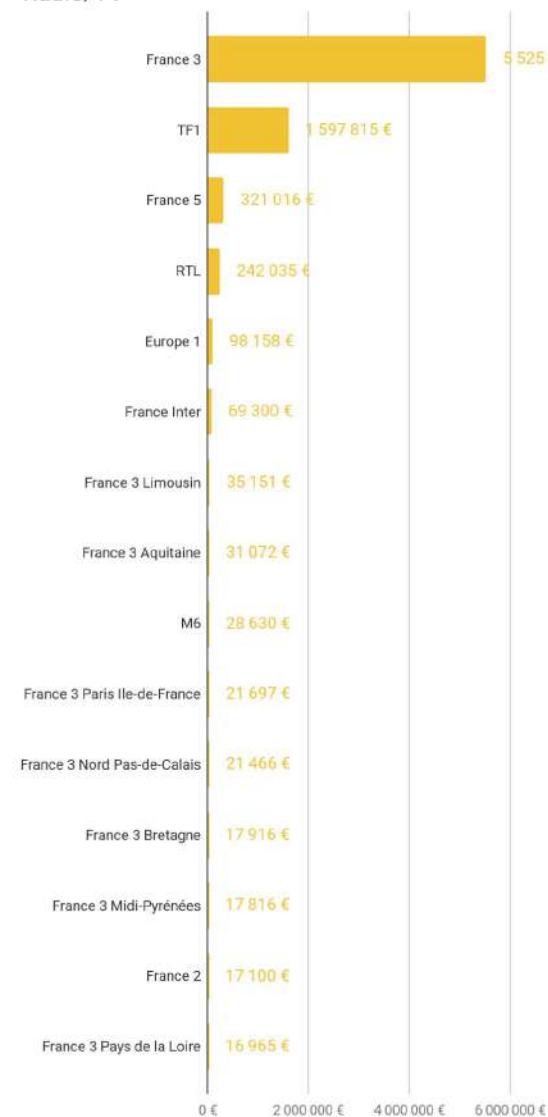 France 3
5 525
TF1
1 597 815 €
France 5
321 016 €
RTL
242 035 €
Europe 1
98 158 €
France Inter
69 300 €
France 3 Limousin
35 151 €
France 3 Aquitaine
31 072 €
M6
28 630 €
France 3 Paris Ile-de-France
21 697 €
France 3 Nord Pas-de-Calais
21 466 €
France 3 Bretagne
17 916 €
France 3 Midi-Pyrénées
17 816 €
France 2
17 100 €
France 3 Pays de la Loire
16 965 €
0 €
2 000 000 €
4 000 000 €
6 000 000 €